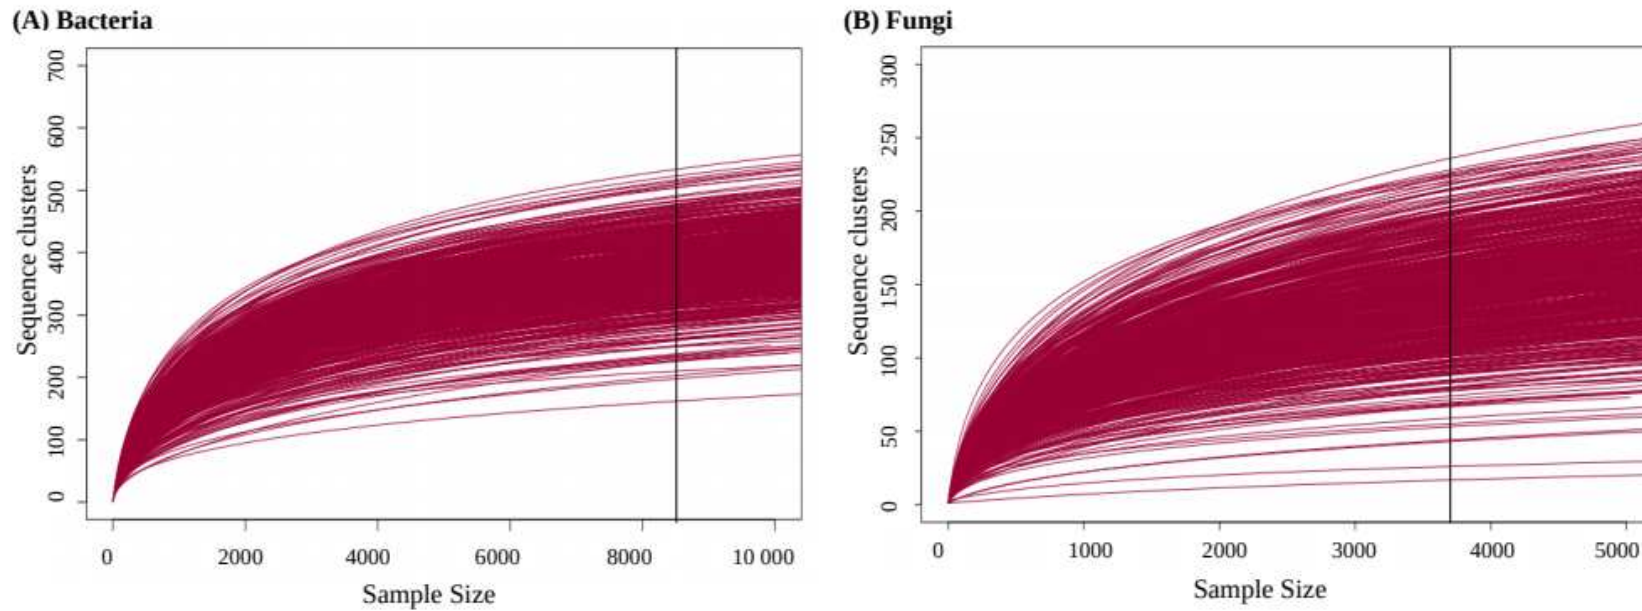 (A) Bacteria
Sequence clusters
700
600
500
400
300
200
100
0
0 2000 4000 6000 8000 10 000
Sample Size
(B) Fungi
Sequence clusters
300
250
200
150
100
50
0
0 1000 2000 3000 4000 5000
Sample Size